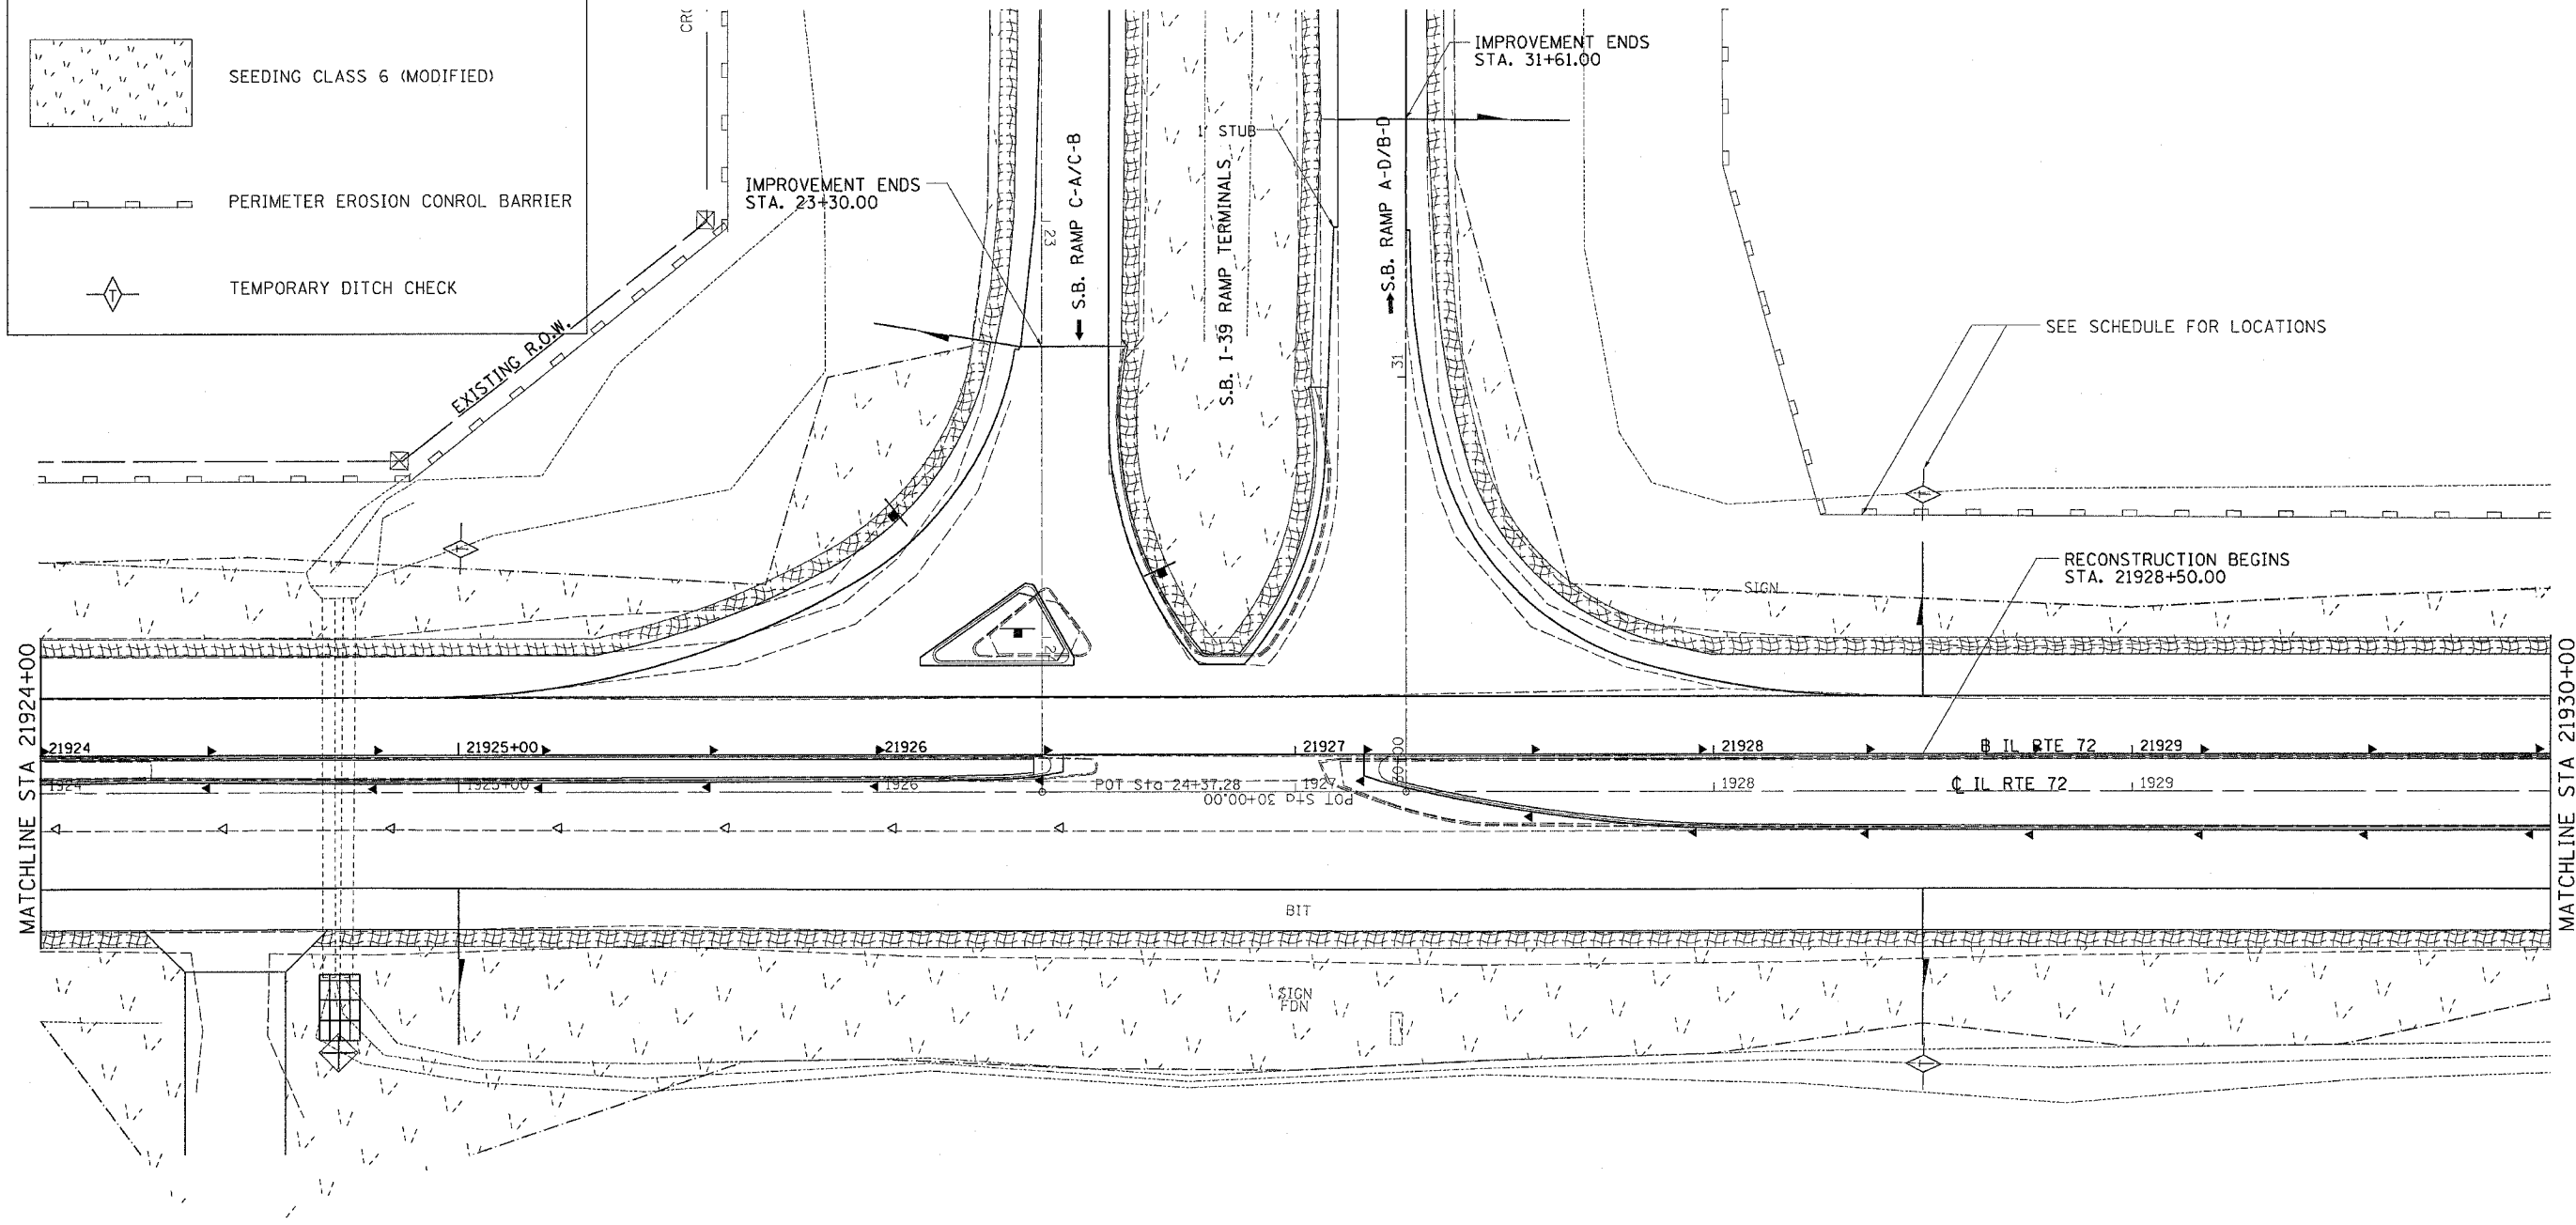 SEEDING CLASS 6 (MODIFIED)
PERIMETER EROSION CONROL BARRIER
TEMPORARY DITCH CHECK
T
EXISTING R.O.W.
IMPROVEMENT ENDS
STA. 23+30.00
23
S.B. RAMP C-A/C-B
S.B. I-39 RAMP TERMINALS
1' STUB
S.B. RAMP A-D/B-D
31
IMPROVEMENT ENDS
STA. 31+61.00
SEE SCHEDULE FOR LOCATIONS
RECONSTRUCTION BEGINS
STA. 21928+50.00
SIGN
MATCHLINE STA 21924+00
MATCHLINE STA 21930+00
21924
21925+00
21926
21927
21928
IL RTE 72
21929
1924
1925+00
1926
POT Sta 24+37.28
1927
POT Sta 30+00.00
1928
IL RTE 72
1929
BIT
SIGN
FDN